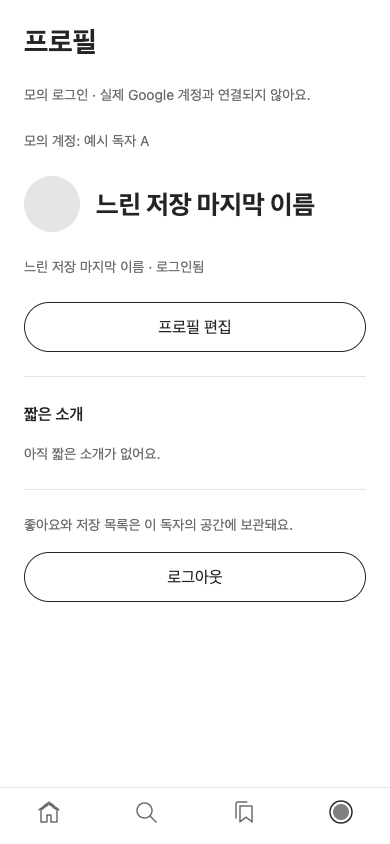 프로필
모의 로그인 · 실제 Google 계정과 연결되지 않아요.
모의 계정: 예시 독자 A
느린 저장 마지막 이름
느린 저장 마지막 이름 · 로그인됨
프로필 편집
짧은 소개
아직 짧은 소개가 없어요.
좋아요와 저장 목록은 이 독자의 공간에 보관돼요.
로그아웃